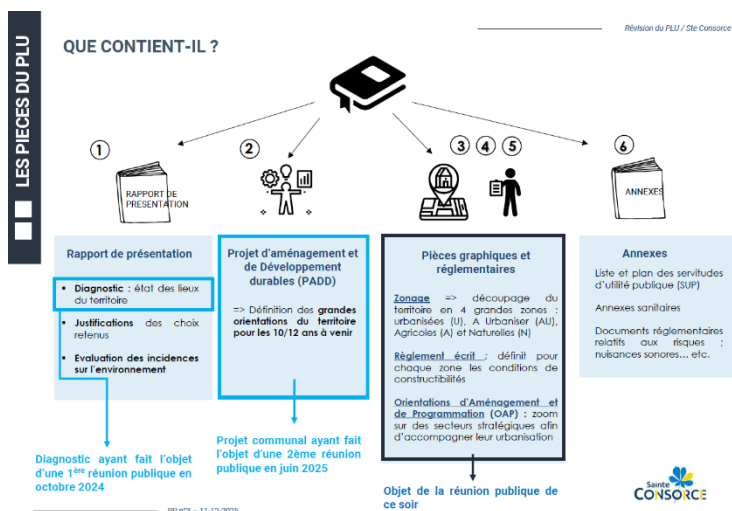 Révision du PLU / Ste Consorce
LES PIECES DU PLU
QUE CONTIENT-IL ?
1
2
3 4 5
6
RAPPORT DE
PRESENTATION
ANNEXES
Rapport de présentation
▪ Diagnostic : état des lieux
du territoire
▪ Justifications des choix
retenus
▪ Evaluation des incidences
sur l'environnement
Diagnostic ayant fait l'objet
d'une 1ère réunion publique en
octobre 2024
Projet d'aménagement et
de Développement
durables (PADD)
=> Définition des grandes
orientations du territoire
pour les 10/12 ans à venir
Projet communal ayant fait
l'objet d'une 2ème réunion
publique en juin 2025
Pièces graphiques et
réglementaires
Zonage => découpage du
territoire en 4 grandes zones :
urbanisées (U), A Urbaniser (AU),
Agricoles (A) et Naturelles (N)
Règlement écrit : définit pour
chaque zone les conditions de
constructibilités
Orientations d'Aménagement et
de Programmation (OAP) : zoom
sur des secteurs stratégiques afin
d'accompagner leur urbanisation
Objet de la réunion publique de
ce soir
Annexes
Liste et plan des servitudes
d'utilité publique (SUP)
Annexes sanitaires
Documents réglementaires
relatifs aux risques ;
nuisances sonores… etc.
Sainte
CONSORCE
RP n°3 – 11-12-2025